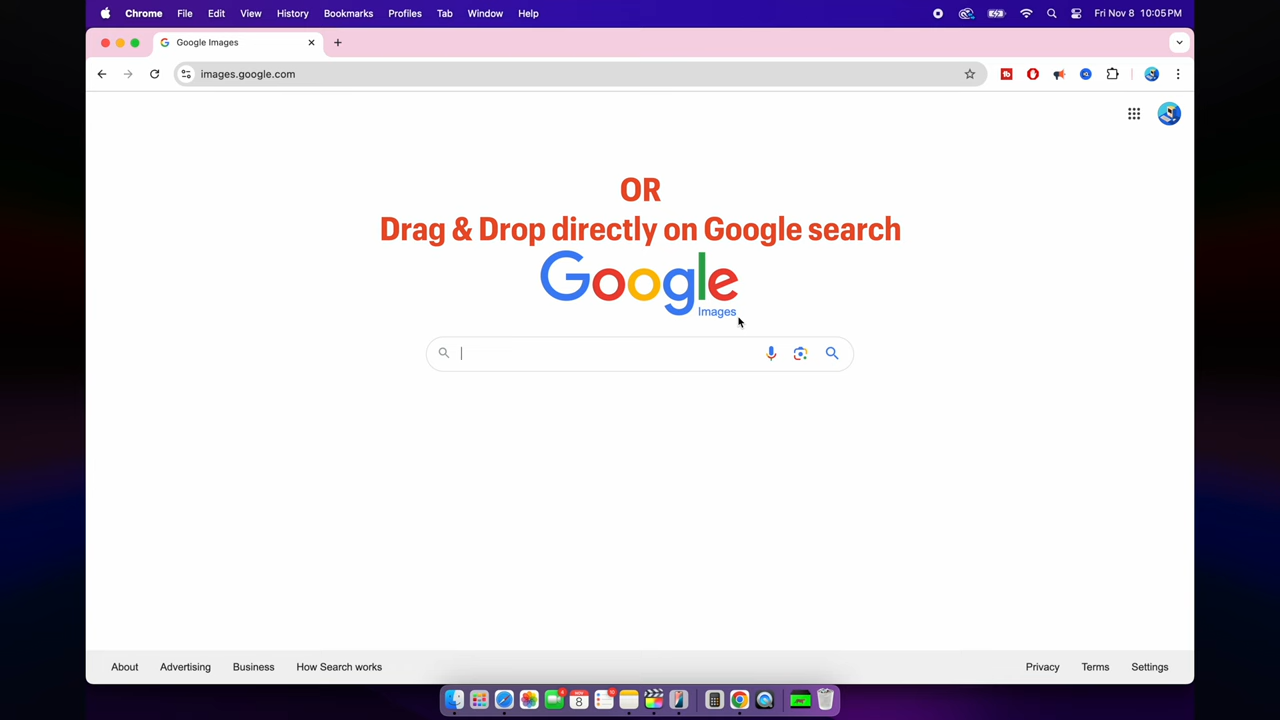 Chrome File Edit View History Bookmarks Profiles Tab Window Help Fri Nov 8 10:05 PM
Google Images
images.google.com
OR
Drag & Drop directly on Google search
Google
Images
About Advertising Business How Search works Privacy Terms Settings